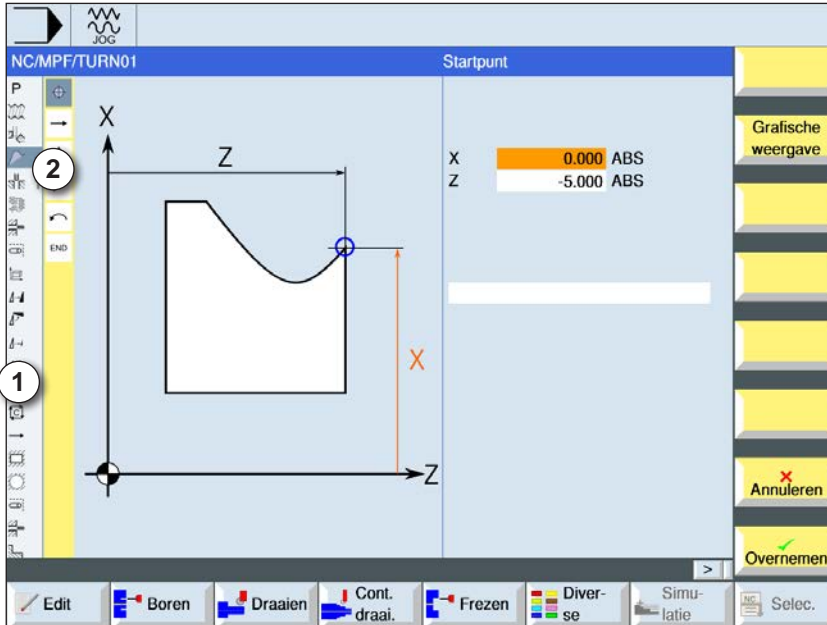 JOG
NC/MPF/TURN01
Startpunt
P
X
Z
X 0.000 ABS
Z -5.000 ABS
Grafische
weergave
2
END
1
X
Z
Annuleren
Overnemen
>
Edit
Boren
Draaien
Cont.
draai.
Frezen
Diver-
se
Simu-
latie
NC
Selec.